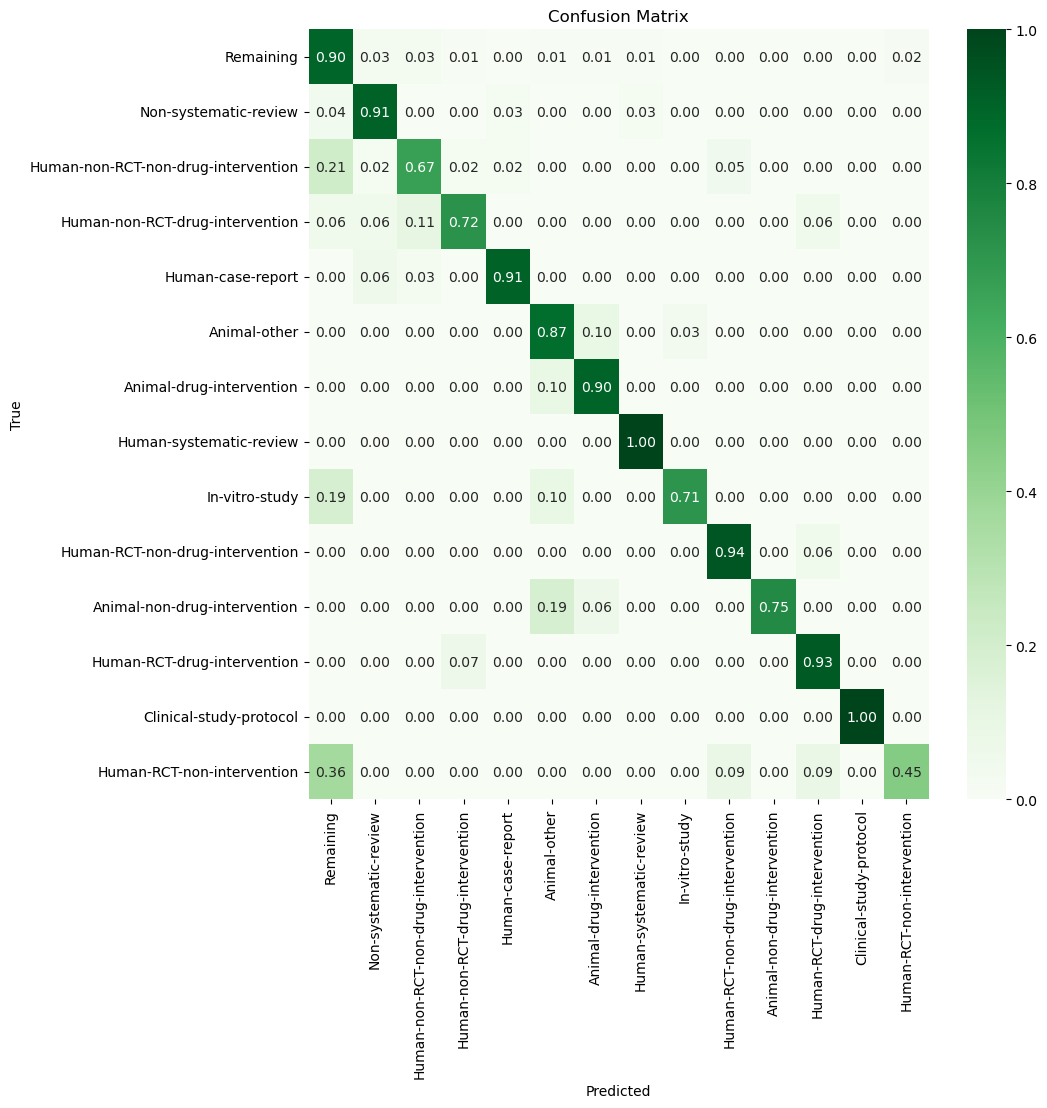 Confusion Matrix
Remaining 0.90 0.03 0.03 0.01 0.00 0.01 0.01 0.01 0.00 0.00 0.00 0.00 0.00 0.02
Non-systematic-review 0.04 0.91 0.00 0.00 0.03 0.00 0.00 0.03 0.00 0.00 0.00 0.00 0.00 0.00
Human-non-RCT-non-drug-intervention 0.21 0.02 0.67 0.02 0.02 0.00 0.00 0.00 0.00 0.05 0.00 0.00 0.00 0.00
Human-non-RCT-drug-intervention 0.06 0.06 0.11 0.72 0.00 0.00 0.00 0.00 0.00 0.00 0.00 0.06 0.00 0.00
Human-case-report 0.00 0.06 0.03 0.00 0.91 0.00 0.00 0.00 0.00 0.00 0.00 0.00 0.00 0.00
Animal-other 0.00 0.00 0.00 0.00 0.00 0.87 0.10 0.00 0.03 0.00 0.00 0.00 0.00 0.00
Animal-drug-intervention 0.00 0.00 0.00 0.00 0.00 0.10 0.90 0.00 0.00 0.00 0.00 0.00 0.00 0.00
Human-systematic-review 0.00 0.00 0.00 0.00 0.00 0.00 0.00 1.00 0.00 0.00 0.00 0.00 0.00 0.00
In-vitro-study 0.19 0.00 0.00 0.00 0.00 0.10 0.00 0.00 0.71 0.00 0.00 0.00 0.00 0.00
Human-RCT-non-drug-intervention 0.00 0.00 0.00 0.00 0.00 0.00 0.00 0.00 0.00 0.94 0.00 0.06 0.00 0.00
Animal-non-drug-intervention 0.00 0.00 0.00 0.00 0.00 0.19 0.06 0.00 0.00 0.00 0.75 0.00 0.00 0.00
Human-RCT-drug-intervention 0.00 0.00 0.00 0.07 0.00 0.00 0.00 0.00 0.00 0.00 0.00 0.93 0.00 0.00
Clinical-study-protocol 0.00 0.00 0.00 0.00 0.00 0.00 0.00 0.00 0.00 0.00 0.00 0.00 1.00 0.00
Human-RCT-non-intervention 0.36 0.00 0.00 0.00 0.00 0.00 0.00 0.00 0.00 0.09 0.00 0.09 0.00 0.45
True
Remaining
Non-systematic-review
Human-non-RCT-non-drug-intervention
Human-non-RCT-drug-intervention
Human-case-report
Animal-other
Animal-drug-intervention
Human-systematic-review
In-vitro-study
Human-RCT-non-drug-intervention
Animal-non-drug-intervention
Human-RCT-drug-intervention
Clinical-study-protocol
Human-RCT-non-intervention
Predicted
1.0
0.8
0.6
0.4
0.2
0.0